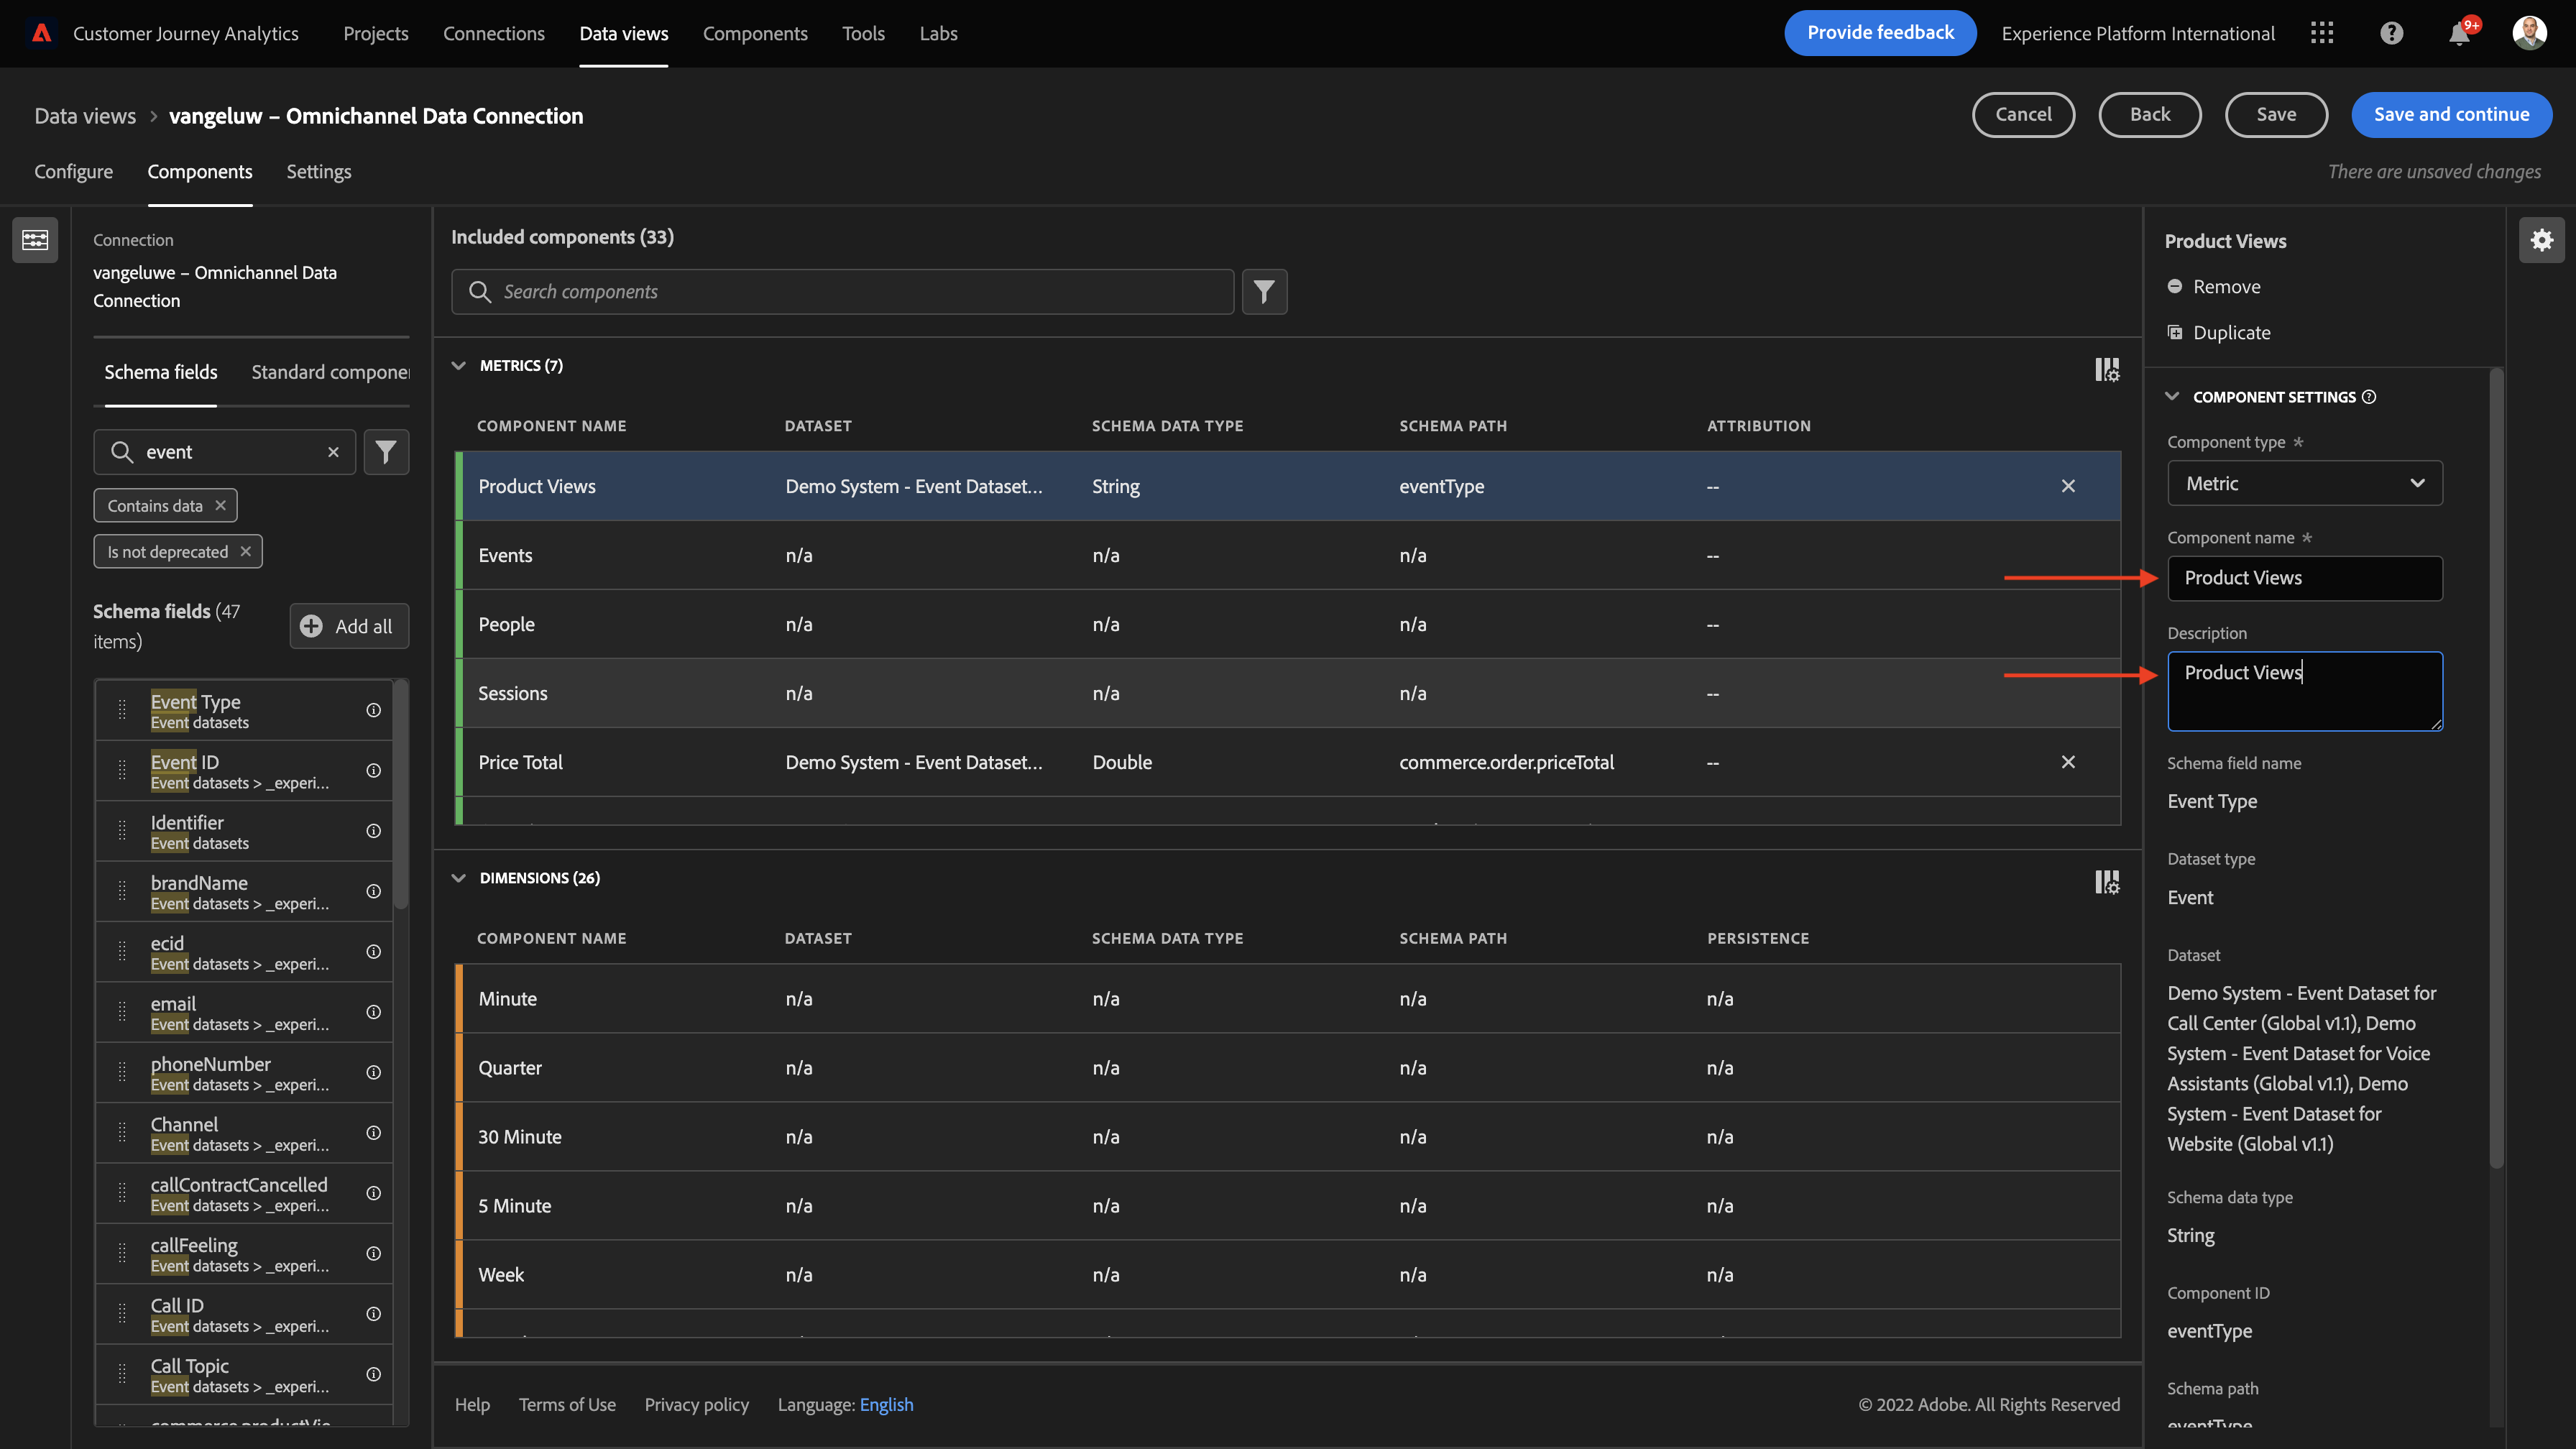 Customer Journey Analytics
Projects
Connections
Data views
Components
Tools
Labs
Provide feedback
Experience Platform International
9+
Data views > vangeluw – Omnichannel Data Connection
Cancel
Back
Save
Save and continue
Configure
Components
Settings
There are unsaved changes
Connection
vangeluwe – Omnichannel Data
Connection
Schema fields
Standard compone
event
Contains data
Is not deprecated
Schema fields (47
items)
Add all
Event Type
Event datasets
Event ID
Event datasets > _experi...
Identifier
Event datasets
brandName
Event datasets > _experi...
ecid
Event datasets > _experi...
email
Event datasets > _experi...
phoneNumber
Event datasets > _experi...
Channel
Event datasets > _experi...
callContractCancelled
Event datasets > _experi...
callFeeling
Event datasets > _experi...
Call ID
Event datasets > _experi...
Call Topic
Event datasets > _experi...
Included components (33)
Search components
METRICS (7)
COMPONENT NAME DATASET SCHEMA DATA TYPE SCHEMA PATH ATTRIBUTION
Product Views Demo System - Event Dataset... String eventType --
Events n/a n/a n/a --
People n/a n/a n/a --
Sessions n/a n/a n/a --
Price Total Demo System - Event Dataset... Double commerce.order.priceTotal --
DIMENSIONS (26)
COMPONENT NAME DATASET SCHEMA DATA TYPE SCHEMA PATH PERSISTENCE
Minute n/a n/a n/a n/a
Quarter n/a n/a n/a n/a
30 Minute n/a n/a n/a n/a
5 Minute n/a n/a n/a n/a
Week n/a n/a n/a n/a
Help
Terms of Use
Privacy policy
Language: English
© 2022 Adobe. All Rights Reserved
Product Views
Remove
Duplicate
COMPONENT SETTINGS
Component type *
Metric
Component name *
Product Views
Description
Product Views
Schema field name
Event Type
Dataset type
Event
Dataset
Demo System - Event Dataset for
Call Center (Global v1.1), Demo
System - Event Dataset for Voice
Assistants (Global v1.1), Demo
System - Event Dataset for
Website (Global v1.1)
Schema data type
String
Component ID
eventType
Schema path
eventType